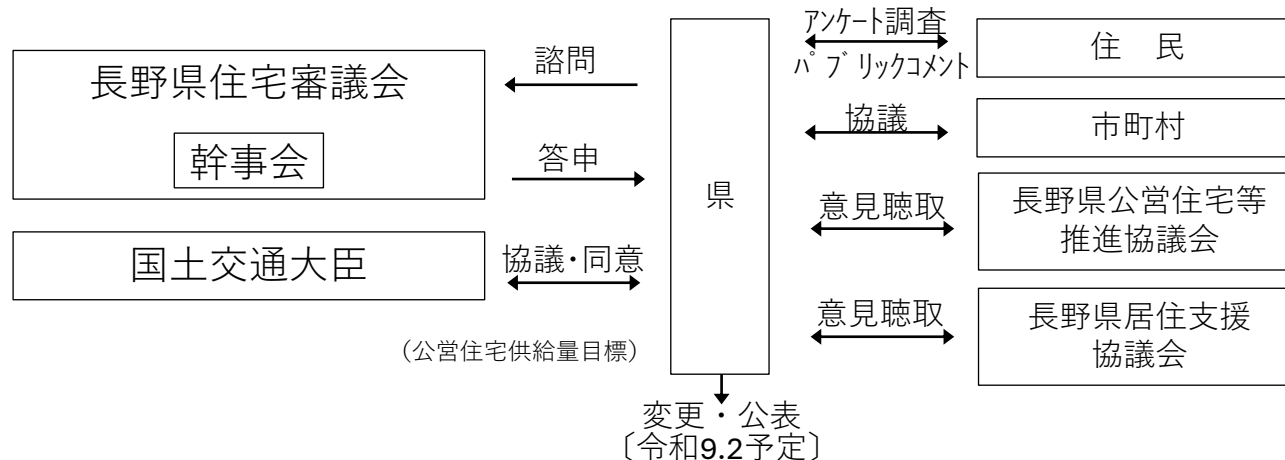 長野県住宅審議会
幹事会
諮問
答申
国土交通大臣
協議・同意
(公営住宅供給量目標)
県
アンケート調査
パブリックコメント
住　民
協議
市町村
意見聴取
長野県公営住宅等
推進協議会
意見聴取
長野県居住支援
協議会
変更・公表
〔令和9.2予定〕